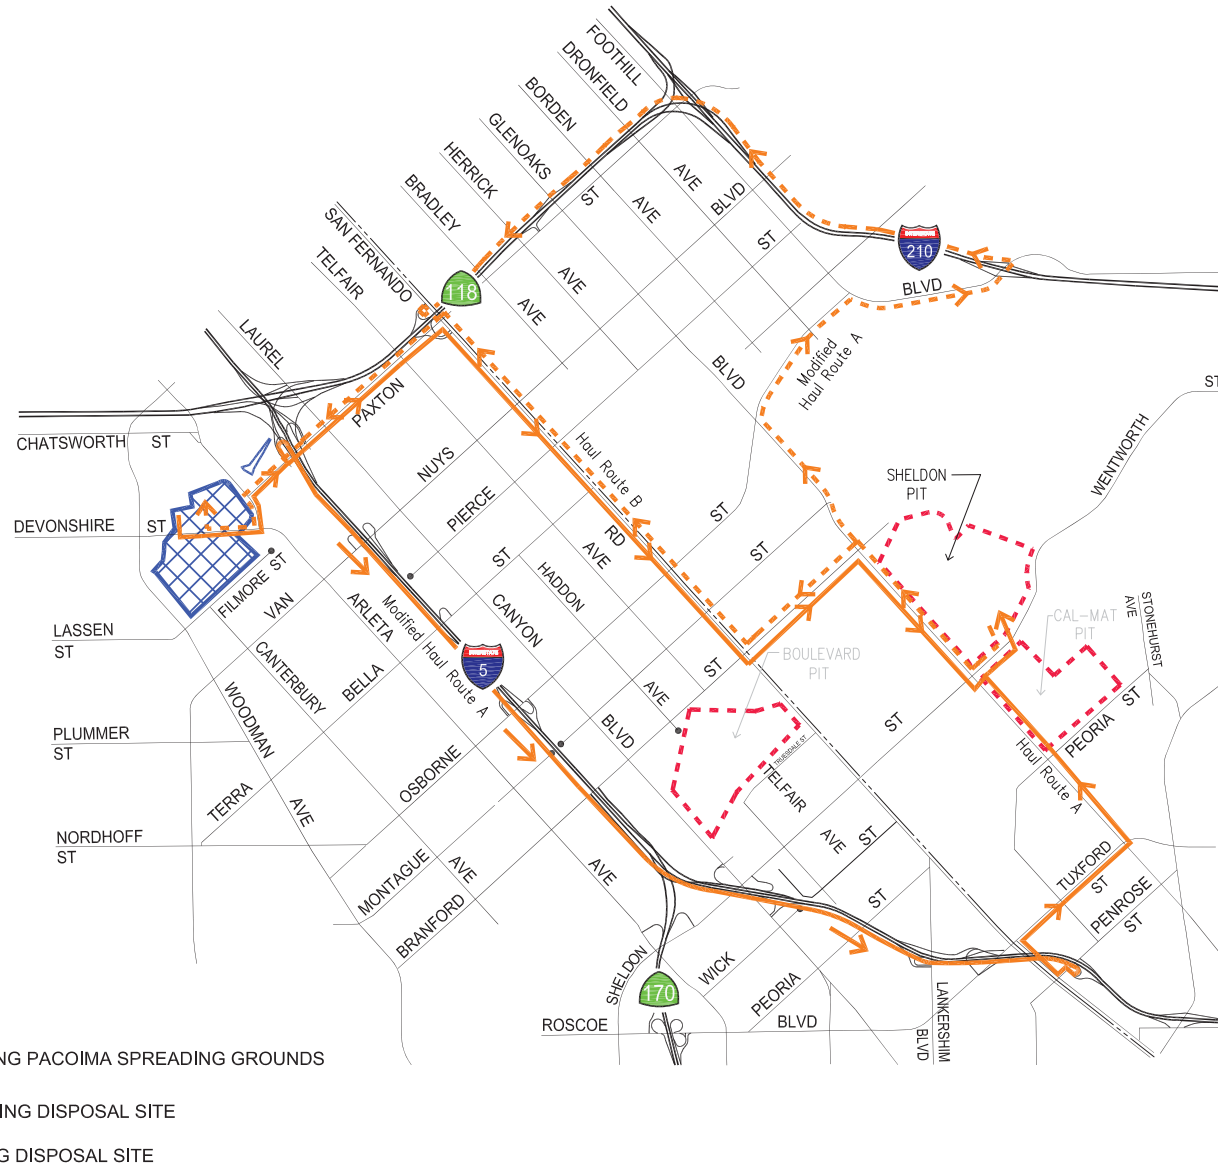 FOOTHILL
DRONFIELD
BORDEN
GLENOAKS
HERRICK
BRADLEY
SAN FERNANDO
TELFAIR
LAUREL
AVE
BLVD
ST
AVE
ST
AVE
AVE
210
BLVD
118
Modified
Haul Route A
BLVD
ST
PAXTON
CHATSWORTH ST
NUYS
Haul Route B
WENTWORTH
SHELDON
PIT
PIERCE
ST
RD
ST
DEVONSHIRE ST
AVE
ST
HADDON
FILMORE ST
VAN
ARLETA
CANYON
Modified Haul Route A
STONEHURST
AVE
CAL-MAT
PIT
LASSEN
ST
BOULEVARD
PIT
5
CANTERBURY
BELLA
ST
AVE
WOODMAN
BLVD
ST
ST
PEORIA
PLUMMER
ST
TRUESDALE ST
Haul Route A
OSBORNE
TELFAIR
TERRA
AVE
NORDHOFF
ST
AVE
ST
MONTAGUE
AVE
AVE
TUXFORD
ST
ST
PENROSE
ST
BRANFORD
SHELDON
WICK
170
PEORIA
LANKERSHIM
BLVD
ROSCOE
BLVD
NG PACOIMA SPREADING GROUNDS
ING DISPOSAL SITE
G DISPOSAL SITE